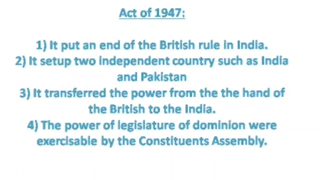 Act of 1947:
1) It put an end of the British rule in India.
2) It setup two independent country such as India
and Pakistan
3) It transferred the power from the the hand of
the British to the India.
4) The power of legislature of dominion were
exercisable by the Constituents Assembly.